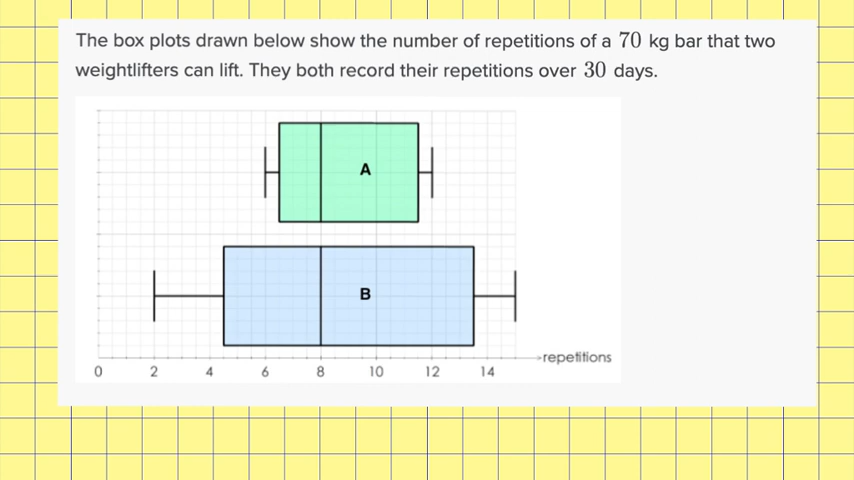 The box plots drawn below show the number of repetitions of a 70 kg bar that two
weightlifters can lift. They both record their repetitions over 30 days.
A
B
repetitions
0 2 4 6 8 10 12 14